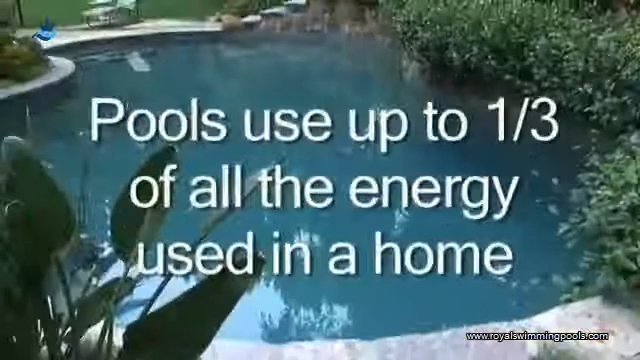 Pools use up to 1/3
of all the energy
used in a home
www.royalswimmingpools.com